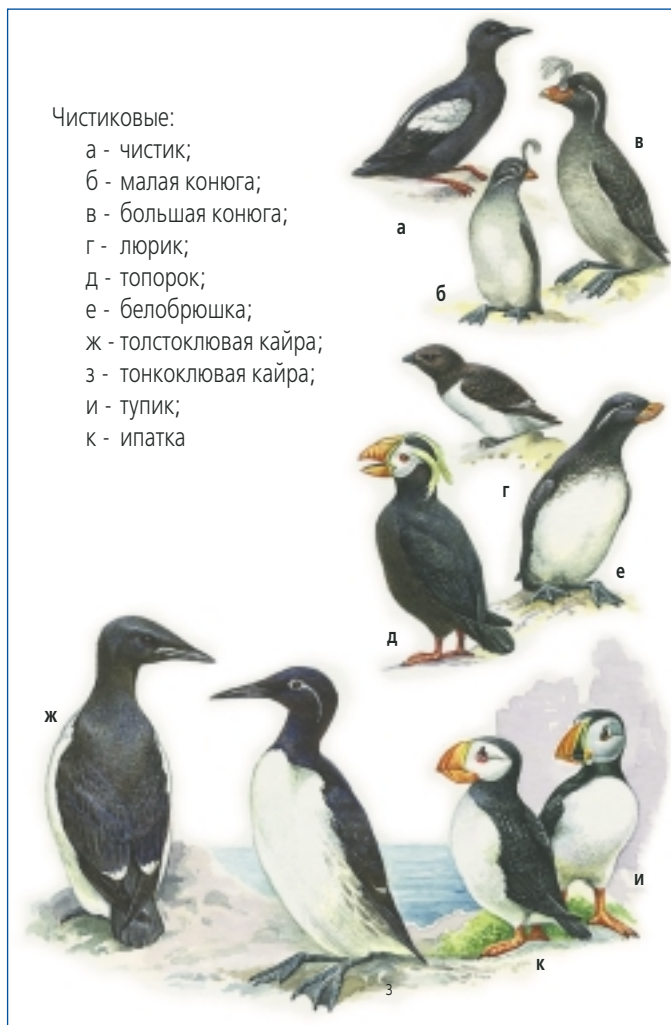 Чистиковые:
а - чистик;
б - малая конюга;
в - большая конюга;
г - люрик;
д - топорок;
е - белобрюшка;
ж - толстоклювая кайра;
з - тонкоклювая кайра;
и - тупик;
к - ипатка
в
а
б
г
е
д
ж
и
к
3